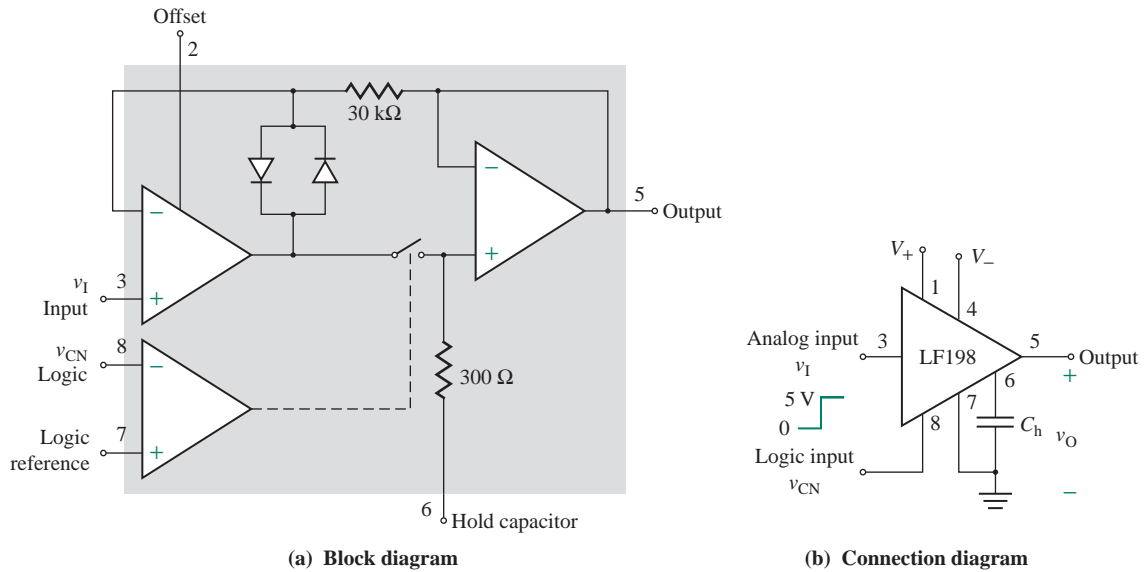 Offset
2
30 kΩ
−
−
5
Output
+
3
v_I
Input
+
8
v_CN
Logic
−
300 Ω
7
Logic
reference
+
6
Hold capacitor
(a) Block diagram
V_+
V_−
1
4
Analog input
v_I
3
LF198
5
Output
6
+
5 V
0
8
7
C_h
v_O
Logic input
v_CN
−
(b) Connection diagram